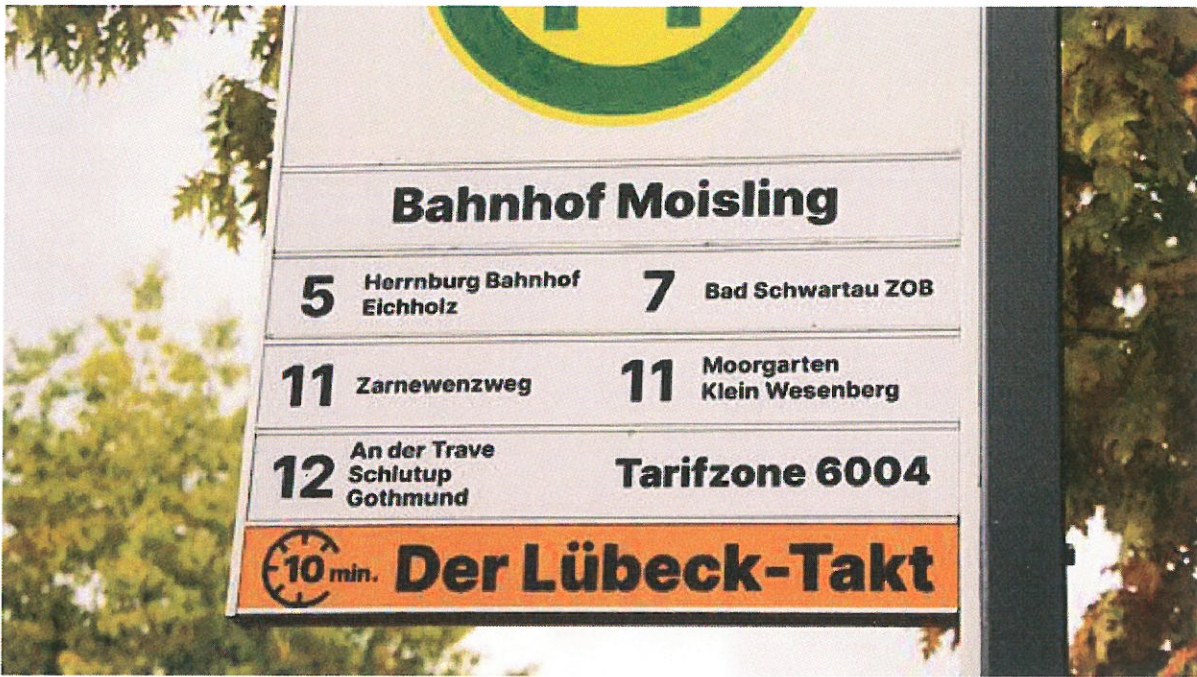 Bahnhof Moisling
5 Herrnburg Bahnhof
Eichholz
7 Bad Schwartau ZOB
11 Zarnewenzweg
11 Moorgarten
Klein Wesenberg
12 An der Trave
Schlutup
Gothmund
Tarifzone 6004
10 min. Der Lübeck-Takt